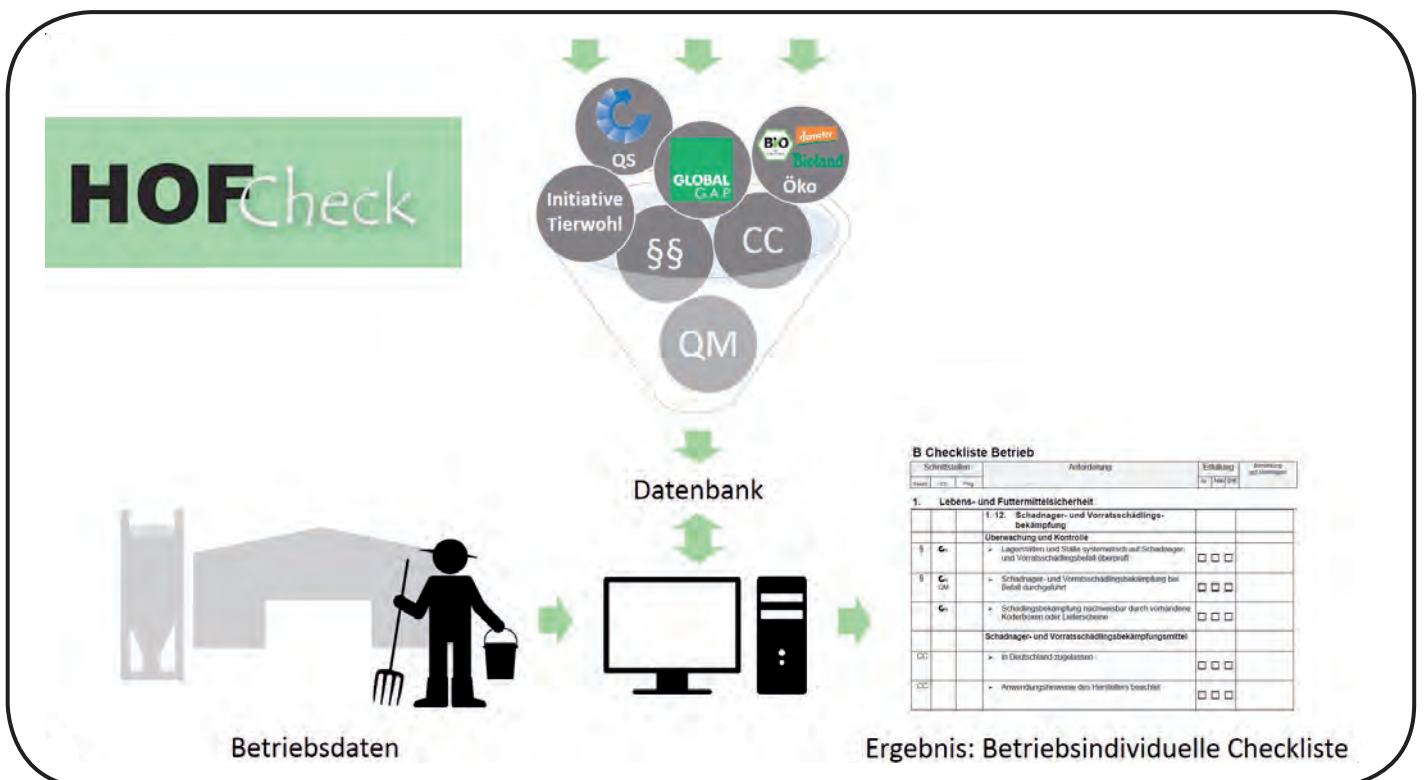 HOFCheck
QS
GLOBAL
G.A.P.
BIO
demeter
Bioland
Öko
Initiative
Tierwohl
§§
CC
QM
Datenbank
Betriebsdaten
B Checkliste Betrieb
Schnittstellen Anforderung Erfüllung
1. Lebens- und Futtermittelsicherheit
1. 12. Schadnager- und Vorratsschädlings-
bekämpfung
Überwachung und Kontrolle
§ ➢ Lagerstätten und Ställe systematisch auf Schadnager-
und Vorratsschädlingsbefall überprüft
§ ➢ Schadnager- und Vorratsschädlingsbekämpfung bei
QM Befall durchgeführt
➢ Schädlingsbekämpfung nachweisbar durch vorhandene
Köderboxen oder Lieferscheine
Schadnager- und Vorratsschädlingsbekämpfungsmittel
CC ➢ in Deutschland zugelassen
CC ➢ Anwendungshinweise des Herstellers beachtet
Ergebnis: Betriebsindividuelle Checkliste